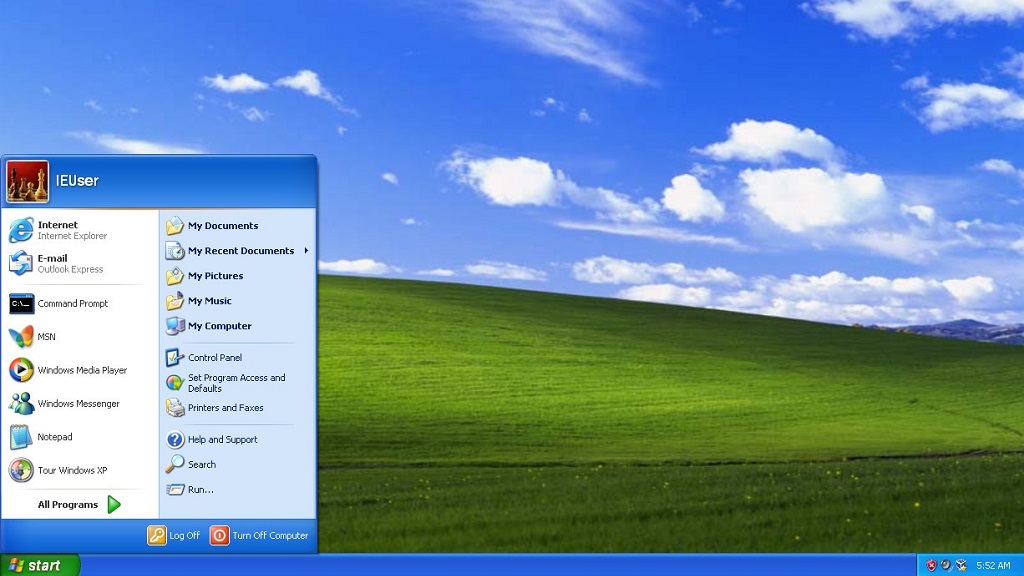 IEUser
Internet
Internet Explorer
E-mail
Outlook Express
Command Prompt
MSN
Windows Media Player
Windows Messenger
Notepad
Tour Windows XP
All Programs
My Documents
My Recent Documents
My Pictures
My Music
My Computer
Control Panel
Set Program Access and
Defaults
Printers and Faxes
Help and Support
Search
Run...
Log Off
Turn Off Computer
start
5:52 AM